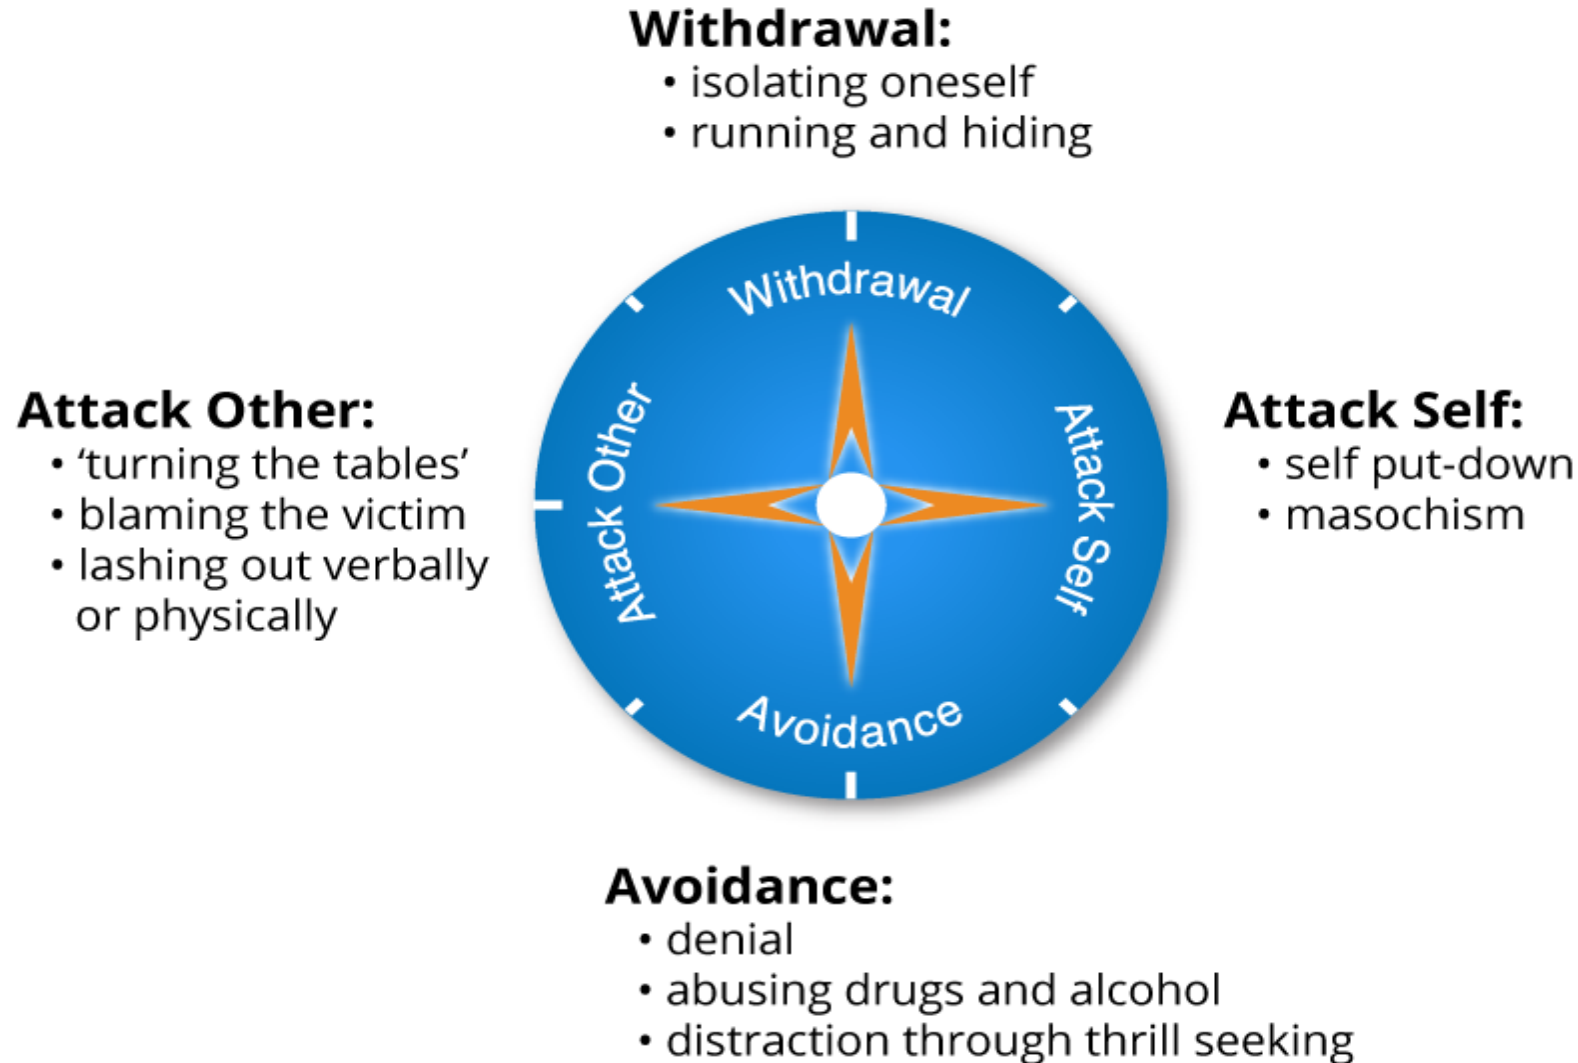 Withdrawal:
• isolating oneself
• running and hiding
Withdrawal
Attack Other:
• ‘turning the tables’
• blaming the victim
• lashing out verbally
or physically
Attack Other
Attack Self
Attack Self:
• self put-down
• masochism
Avoidance
Avoidance:
• denial
• abusing drugs and alcohol
• distraction through thrill seeking